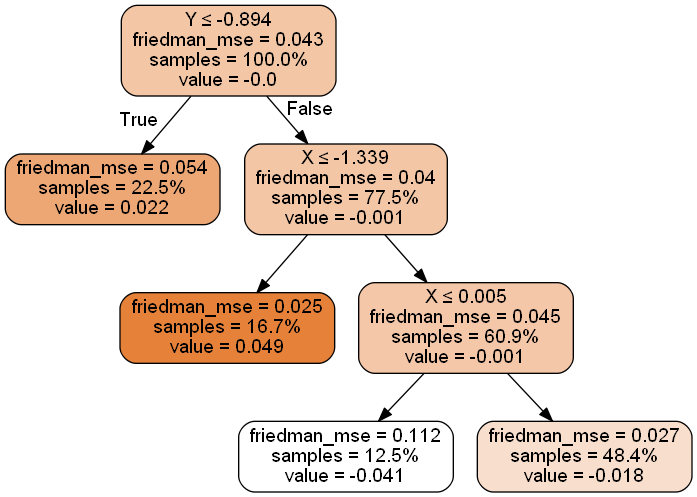 Y ≤ -0.894
friedman_mse = 0.043
samples = 100.0%
value = -0.0
True
False
friedman_mse = 0.054
samples = 22.5%
value = 0.022
X ≤ -1.339
friedman_mse = 0.04
samples = 77.5%
value = -0.001
friedman_mse = 0.025
samples = 16.7%
value = 0.049
X ≤ 0.005
friedman_mse = 0.045
samples = 60.9%
value = -0.001
friedman_mse = 0.112
samples = 12.5%
value = -0.041
friedman_mse = 0.027
samples = 48.4%
value = -0.018